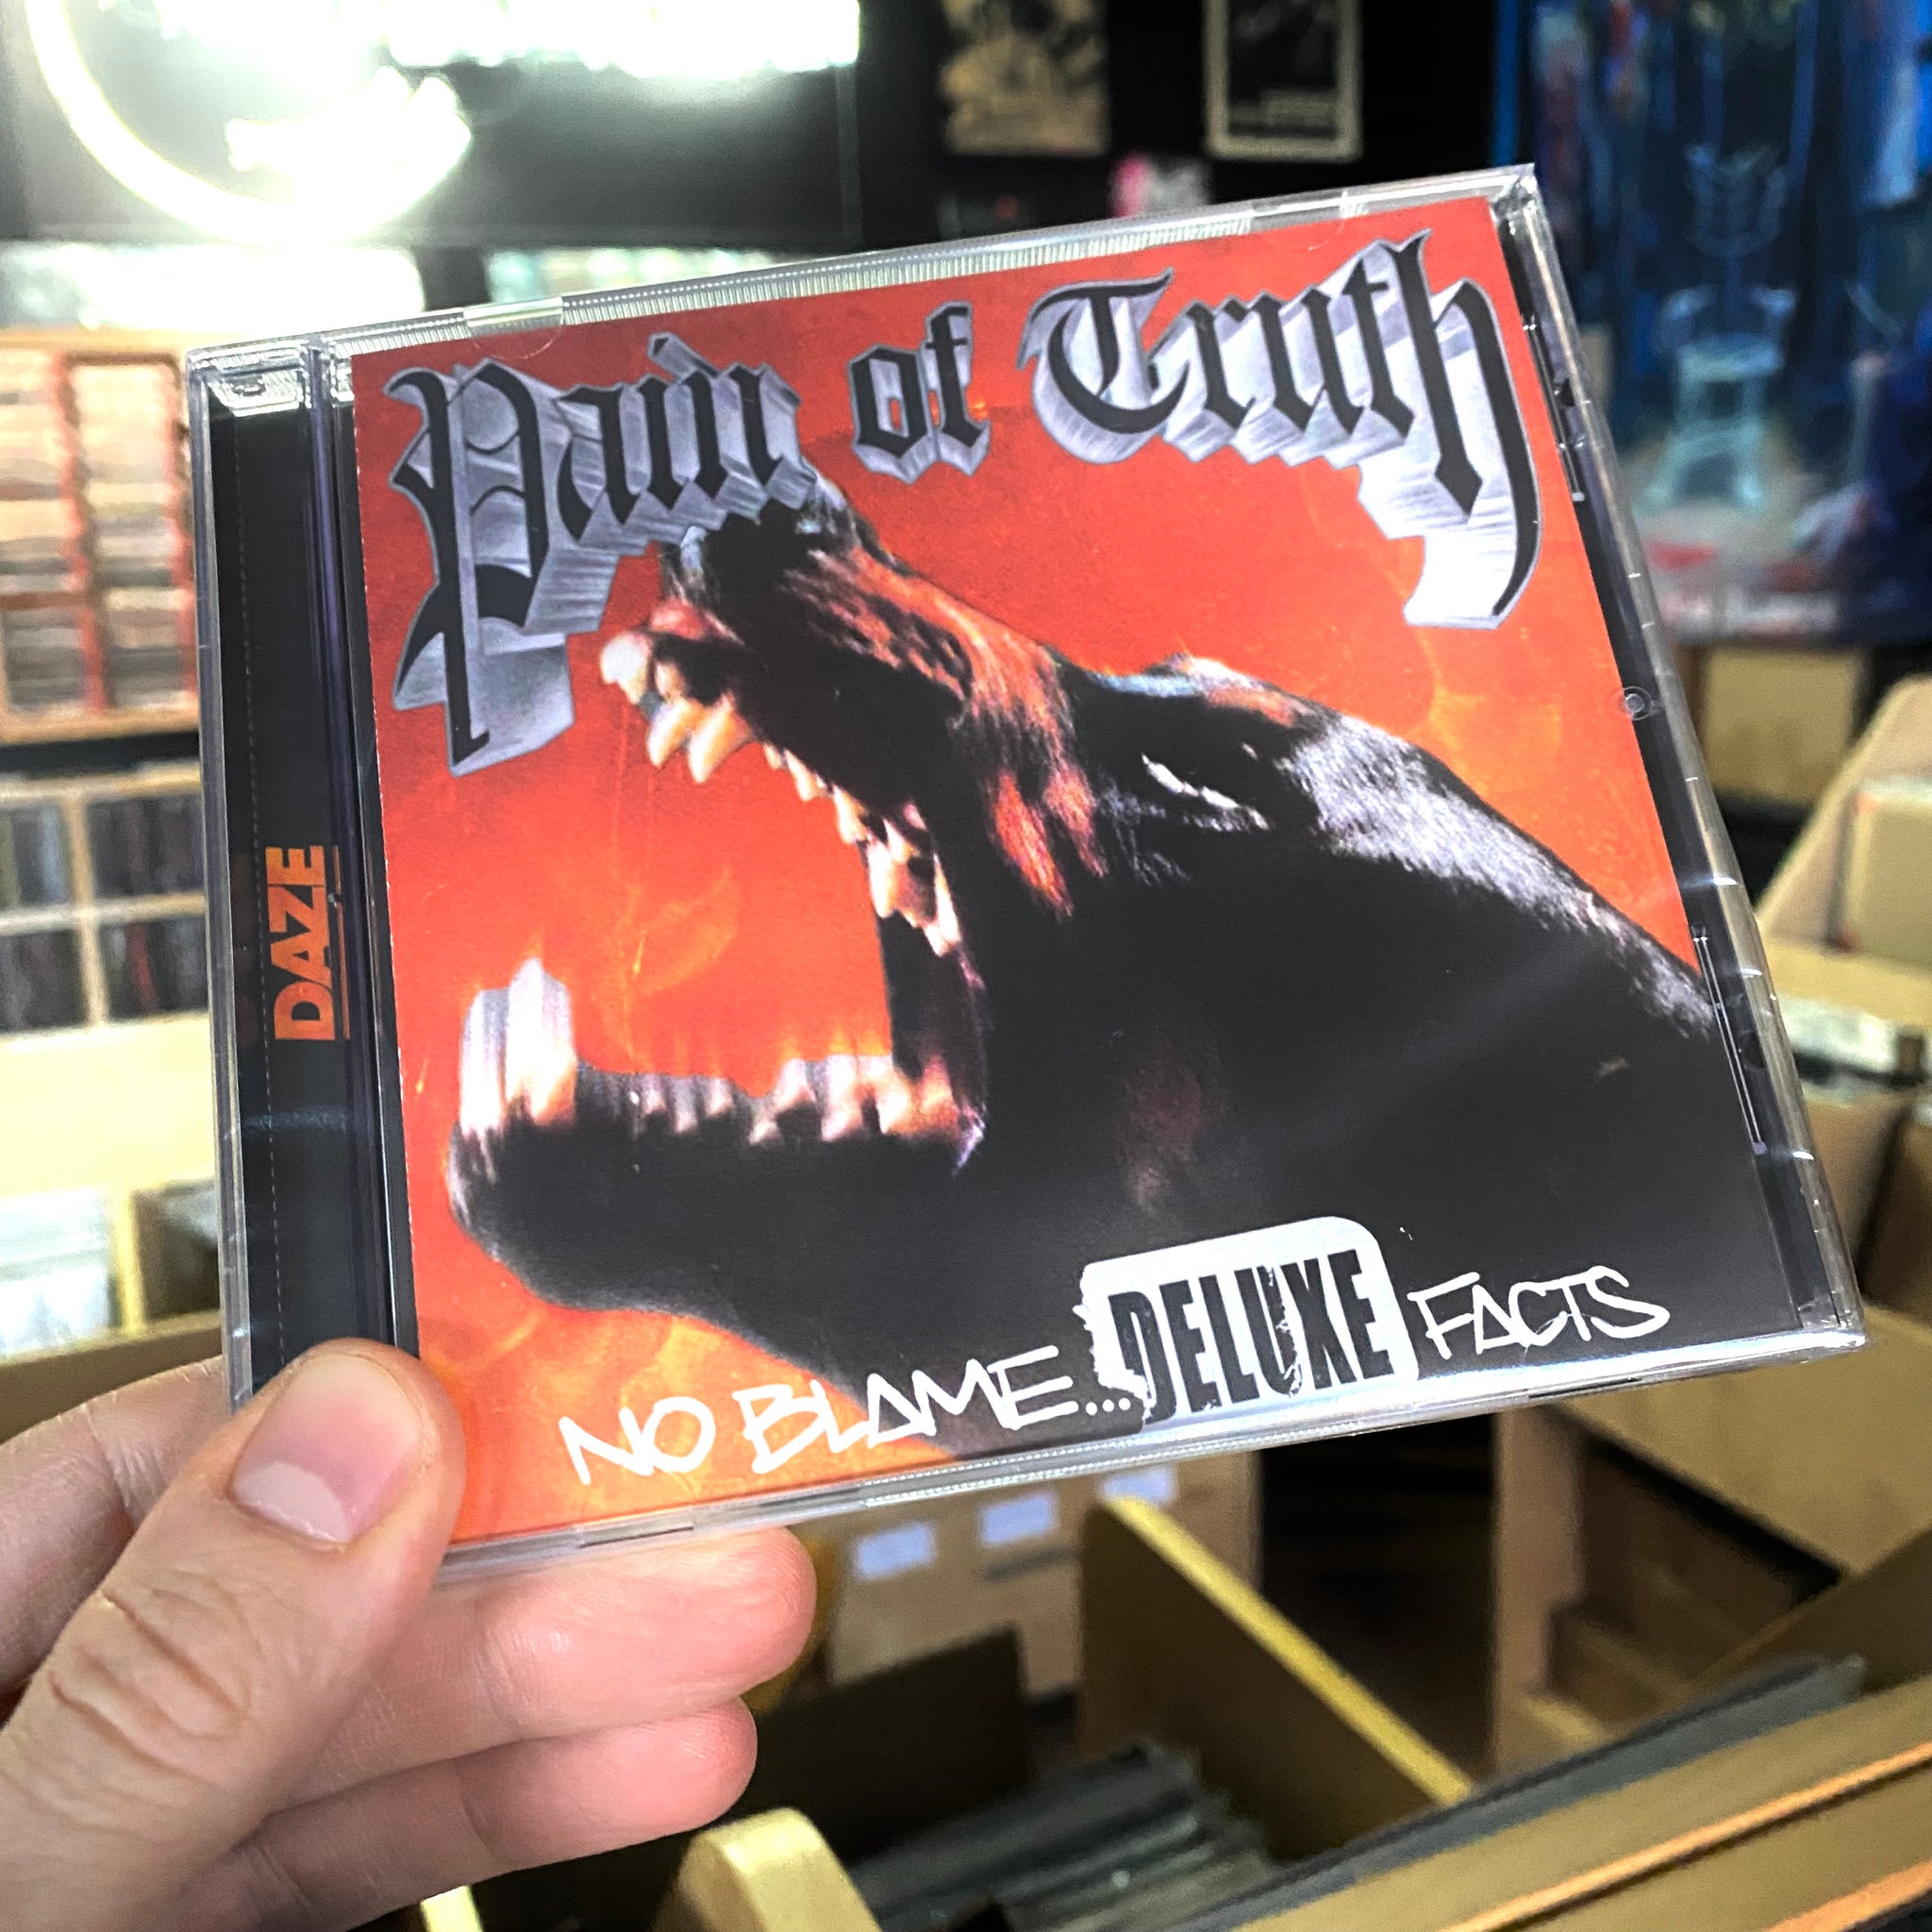 Pain of Truth
DAZE
NO BLAME... DELUXE FACTS